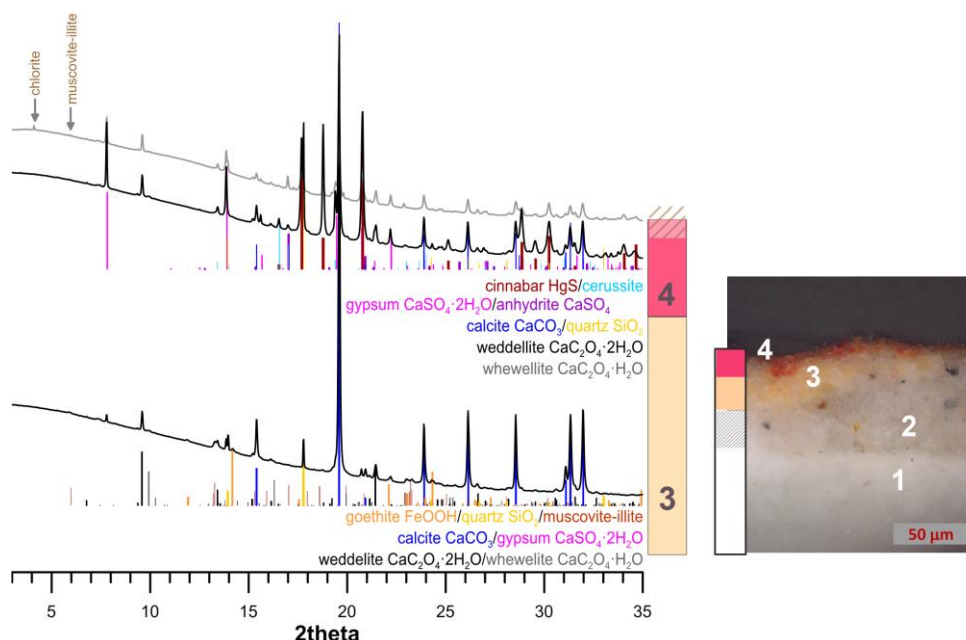 chlorite
muscovite-illite
cinnabar HgS/cerussite
gypsum CaSO₄·2H₂O/anhydrite CaSO₄
calcite CaCO₃/quartz SiO₂
weddellite CaC₂O₄·2H₂O
whewellite CaC₂O₄·H₂O
4
goethite FeOOH/quartz SiO₂/muscovite-illite
calcite CaCO₃/gypsum CaSO₄·2H₂O
weddelite CaC₂O₄·2H₂O/whewelite CaC₂O₄·H₂O
3
5 10 15 20 25 30 35
2theta
4
3
2
1
50 µm